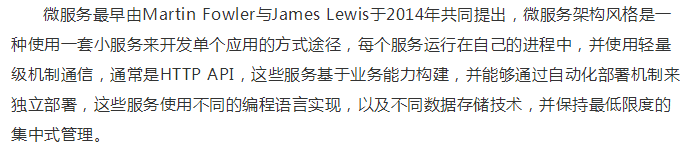 微服务最早由Martin Fowler与James Lewis于2014年共同提出，微服务架构风格是一
种使用一套小服务来开发单个应用的方式途径，每个服务运行在自己的进程中，并使用轻量
级机制通信，通常是HTTP API，这些服务基于业务能力构建，并能够通过自动化部署机制来
独立部署，这些服务使用不同的编程语言实现，以及不同数据存储技术，并保持最低限度的
集中式管理。